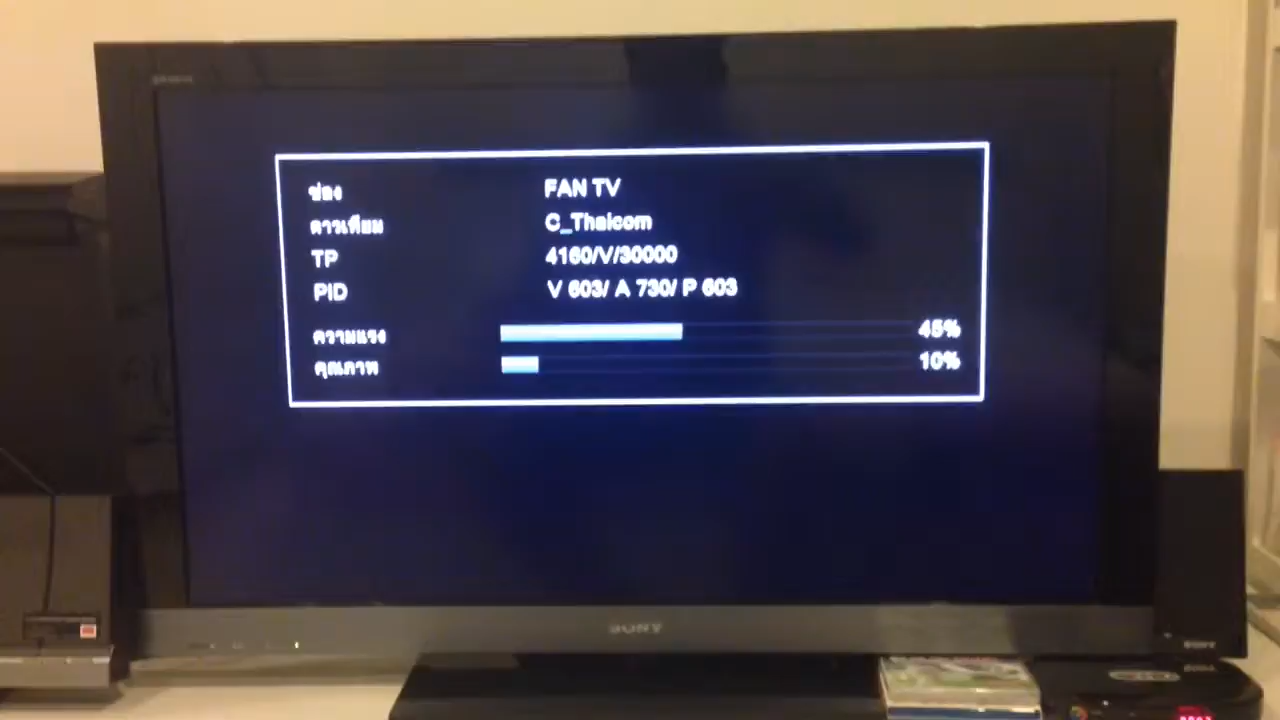 ช่อง FAN TV
ดาวเทียม C_Thaicom
TP 4160/V/30000
PID V 603/ A 730/ P 603
ความแรง 45%
คุณภาพ 10%
SONY